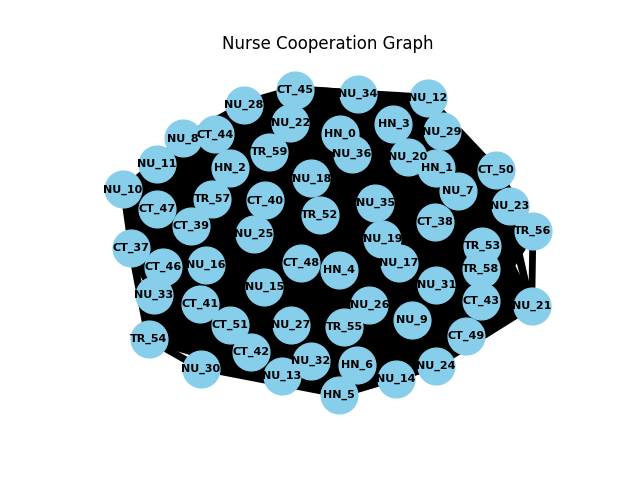 Nurse Cooperation Graph
CT_45
NU_34
NU_12
NU_28
NU_22
HN_3
HN_0
NU_29
CT_44
NU_8
TR_59
NU_36
NU_20
NU_11
HN_2
HN_1
CT_50
NU_18
NU_10
NU_7
TR_57
CT_40
NU_35
NU_23
CT_47
TR_52
CT_38
CT_39
TR_56
NU_25
NU_19
TR_53
CT_37
CT_48
NU_17
NU_16
CT_46
TR_58
HN_4
NU_31
NU_15
NU_33
CT_43
CT_41
NU_26
NU_21
NU_9
CT_51
NU_27
TR_55
CT_49
TR_54
CT_42
NU_32
HN_6
NU_24
NU_30
NU_13
NU_14
HN_5